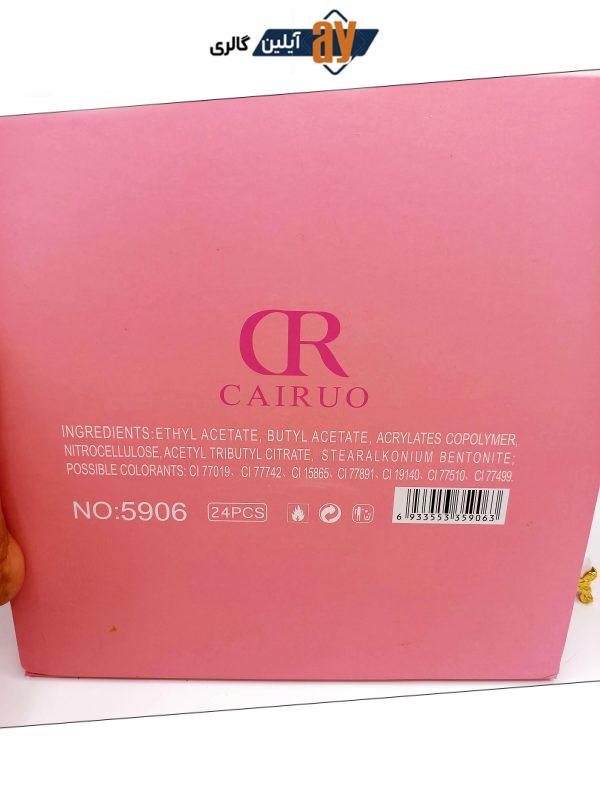 آیلین گالری ay
CR
CAIRUO
INGREDIENTS:ETHYL ACETATE, BUTYL ACETATE, ACRYLATES COPOLYMER,
NITROCELLULOSE, ACETYL TRIBUTYL CITRATE, STEARALKONIUM BENTONITE;
POSSIBLE COLORANTS: CI 77019、CI 77742、CI 15865、CI 77891、CI 19140、CI 77510、CI 77499.
NO:5906 24PCS
6 933553 359063